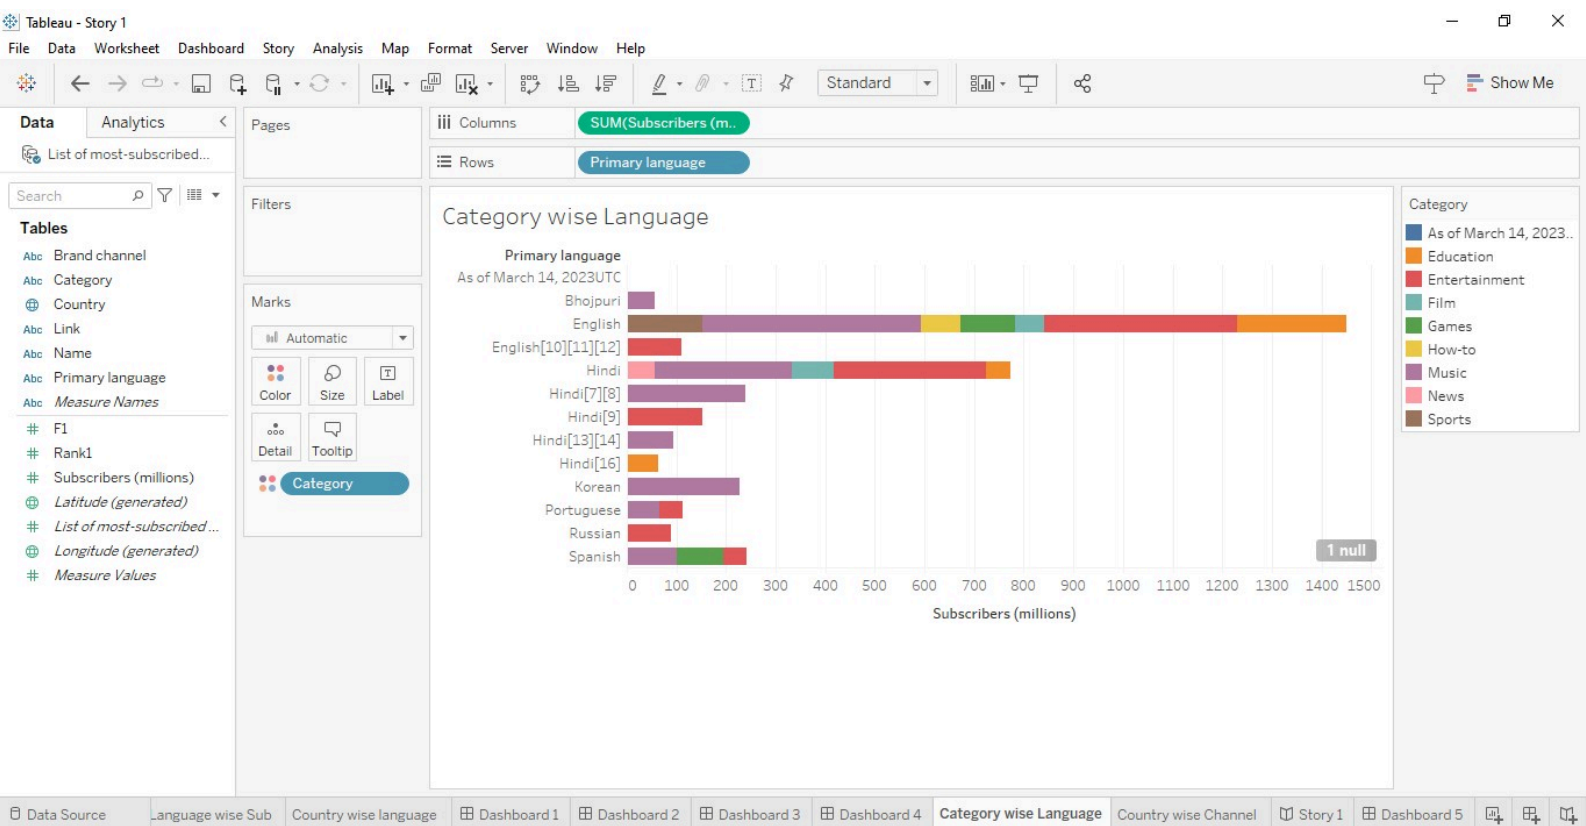 Tableau - Story 1
File Data Worksheet Dashboard Story Analysis Map Format Server Window Help
Standard
Show Me
Data Analytics
List of most-subscribed...
Search
Tables
Abc Brand channel
Abc Category
Country
Abc Link
Abc Name
Abc Primary language
Abc Measure Names
# F1
# Rank1
# Subscribers (millions)
Latitude (generated)
# List of most-subscribed ...
Longitude (generated)
# Measure Values
Pages
Filters
Marks
Automatic
Color Size Label
Detail Tooltip
Category
Columns SUM(Subscribers (m..
Rows Primary language
Category wise Language
Primary language
As of March 14, 2023UTC
Bhojpuri
English
English[10][11][12]
Hindi
Hindi[7][8]
Hindi[9]
Hindi[13][14]
Hindi[16]
Korean
Portuguese
Russian
Spanish
1 null
0 100 200 300 400 500 600 700 800 900 1000 1100 1200 1300 1400 1500
Subscribers (millions)
Category
As of March 14, 2023..
Education
Entertainment
Film
Games
How-to
Music
News
Sports
Data Source Language wise Sub Country wise language Dashboard 1 Dashboard 2 Dashboard 3 Dashboard 4 Category wise Language Country wise Channel Story 1 Dashboard 5